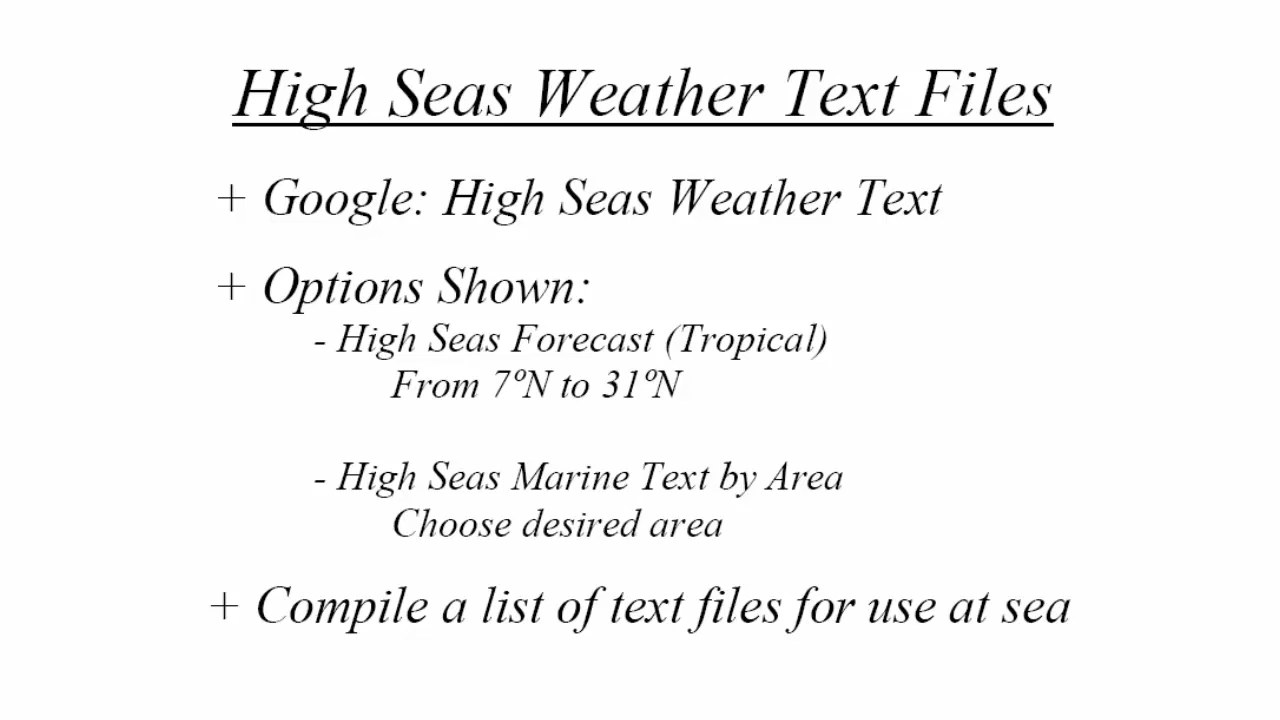 High Seas Weather Text Files
+ Google: High Seas Weather Text
+ Options Shown:
- High Seas Forecast (Tropical)
From 7ºN to 31ºN
- High Seas Marine Text by Area
Choose desired area
+ Compile a list of text files for use at sea